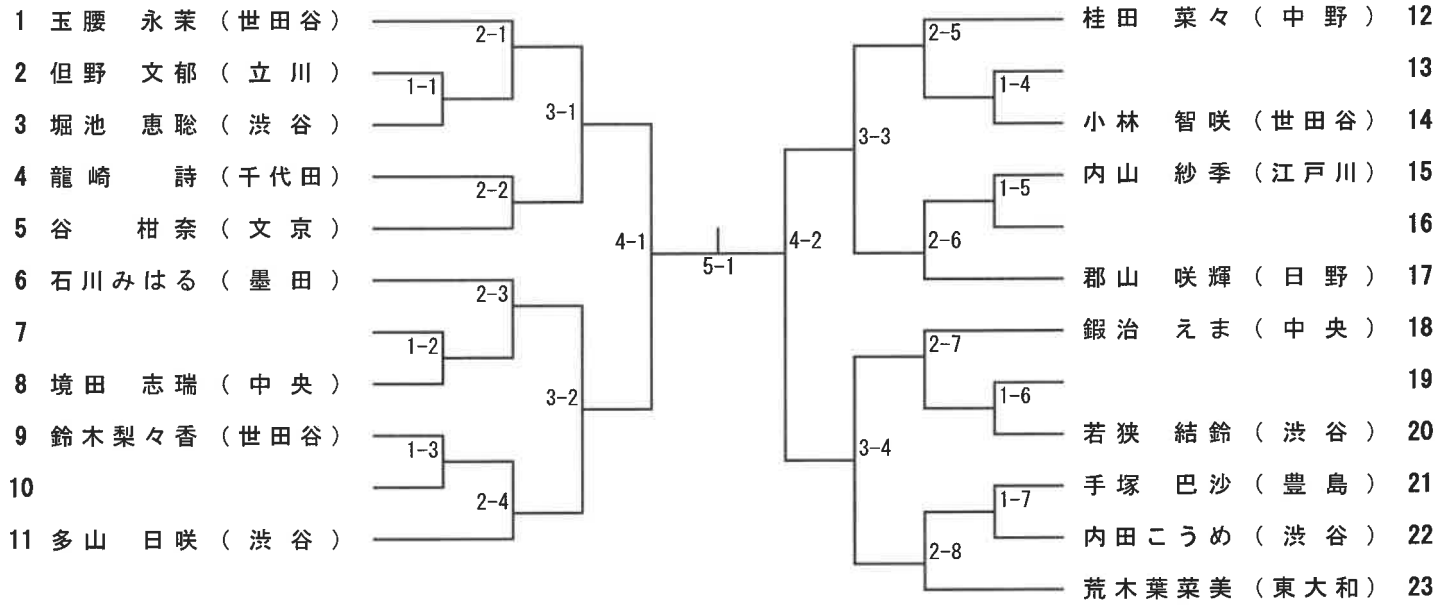 1 玉腰 永茉 (世田谷)
2 但野 文郁 (立川)
3 堀池 恵聡 (渋谷)
4 龍崎 詩 (千代田)
5 谷 柑奈 (文京)
6 石川みはる (墨田)
7
8 境田 志瑞 (中央)
9 鈴木梨々香 (世田谷)
10
11 多山 日咲 (渋谷)
2-1
1-1
3-1
2-2
4-1
2-3
1-2
3-2
1-3
2-4
5-1
2-5
1-4
3-3
1-5
2-6
4-2
2-7
1-6
3-4
1-7
2-8
桂田 菜々 (中野) 12
13
小林 智咲 (世田谷) 14
内山 紗季 (江戸川) 15
16
郡山 咲輝 (日野) 17
鍜治 えま (中央) 18
19
若狭 結鈴 (渋谷) 20
手塚 巴沙 (豊島) 21
内田こうめ (渋谷) 22
荒木葉菜美 (東大和) 23